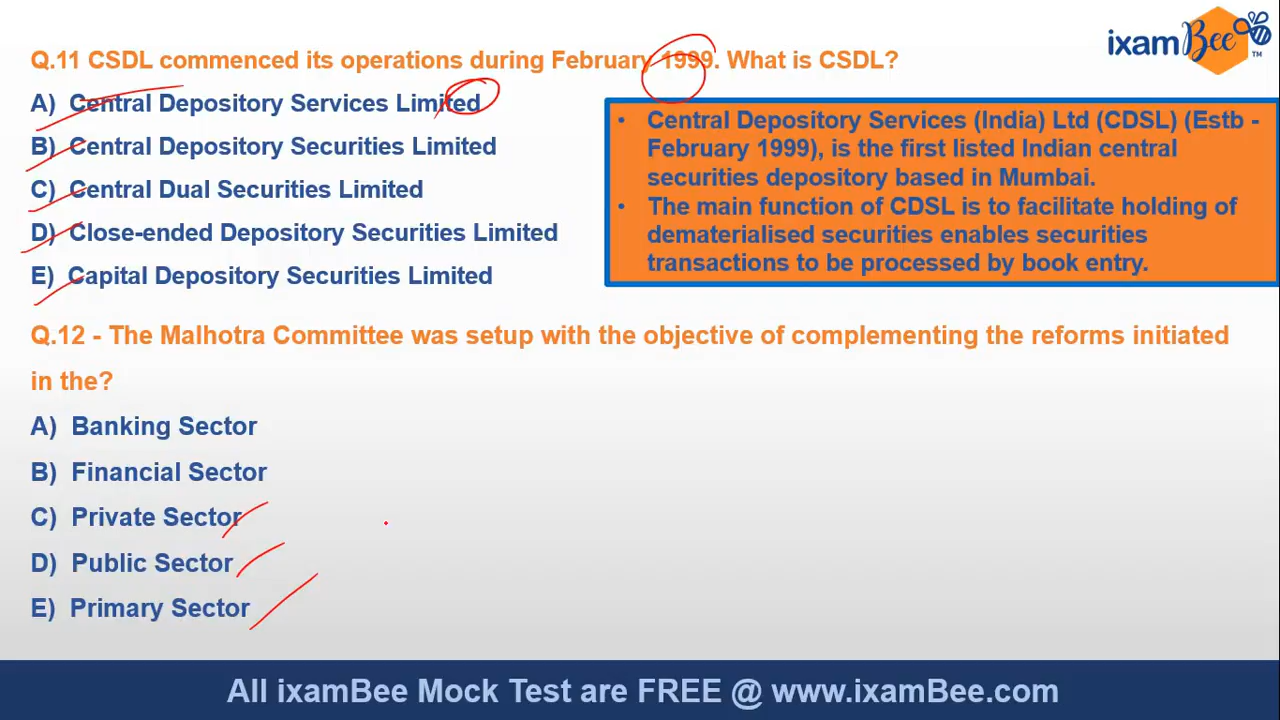 ixamBee™
Q.11 CSDL commenced its operations during February 1999. What is CSDL?
A) Central Depository Services Limited
B) Central Depository Securities Limited
C) Central Dual Securities Limited
D) Close-ended Depository Securities Limited
E) Capital Depository Securities Limited
• Central Depository Services (India) Ltd (CDSL) (Estb -
February 1999), is the first listed Indian central
securities depository based in Mumbai.
• The main function of CDSL is to facilitate holding of
dematerialised securities enables securities
transactions to be processed by book entry.
Q.12 - The Malhotra Committee was setup with the objective of complementing the reforms initiated
in the?
A) Banking Sector
B) Financial Sector
C) Private Sector
D) Public Sector
E) Primary Sector
All ixamBee Mock Test are FREE @ www.ixamBee.com